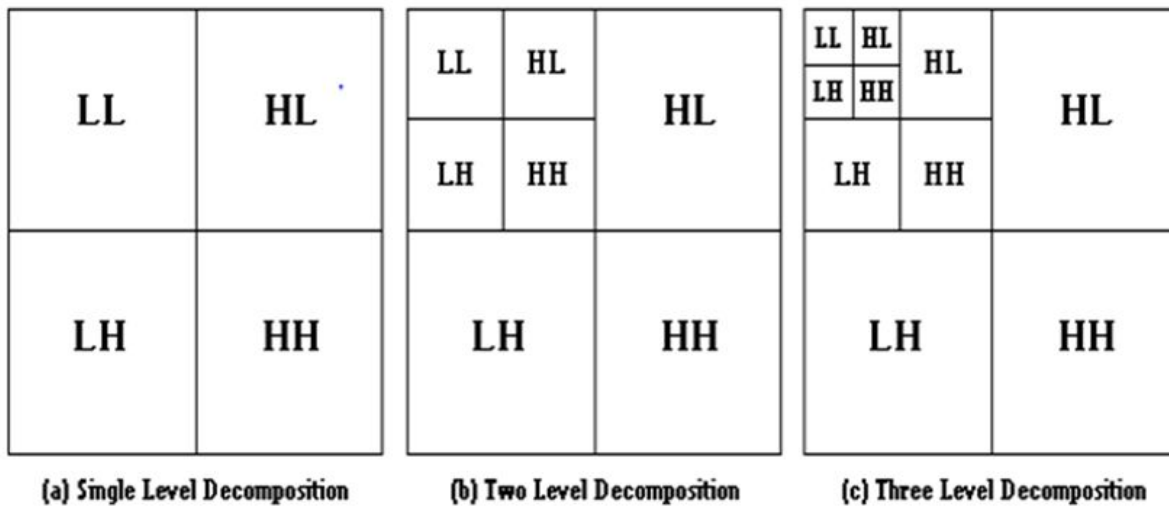 LL HL
LH HH
(a) Single Level Decomposition
LL HL
HL
LH HH
LH HH
(b) Two Level Decomposition
LL HL
HL
LH HH
HL
LH HH
LH HH
(c) Three Level Decomposition